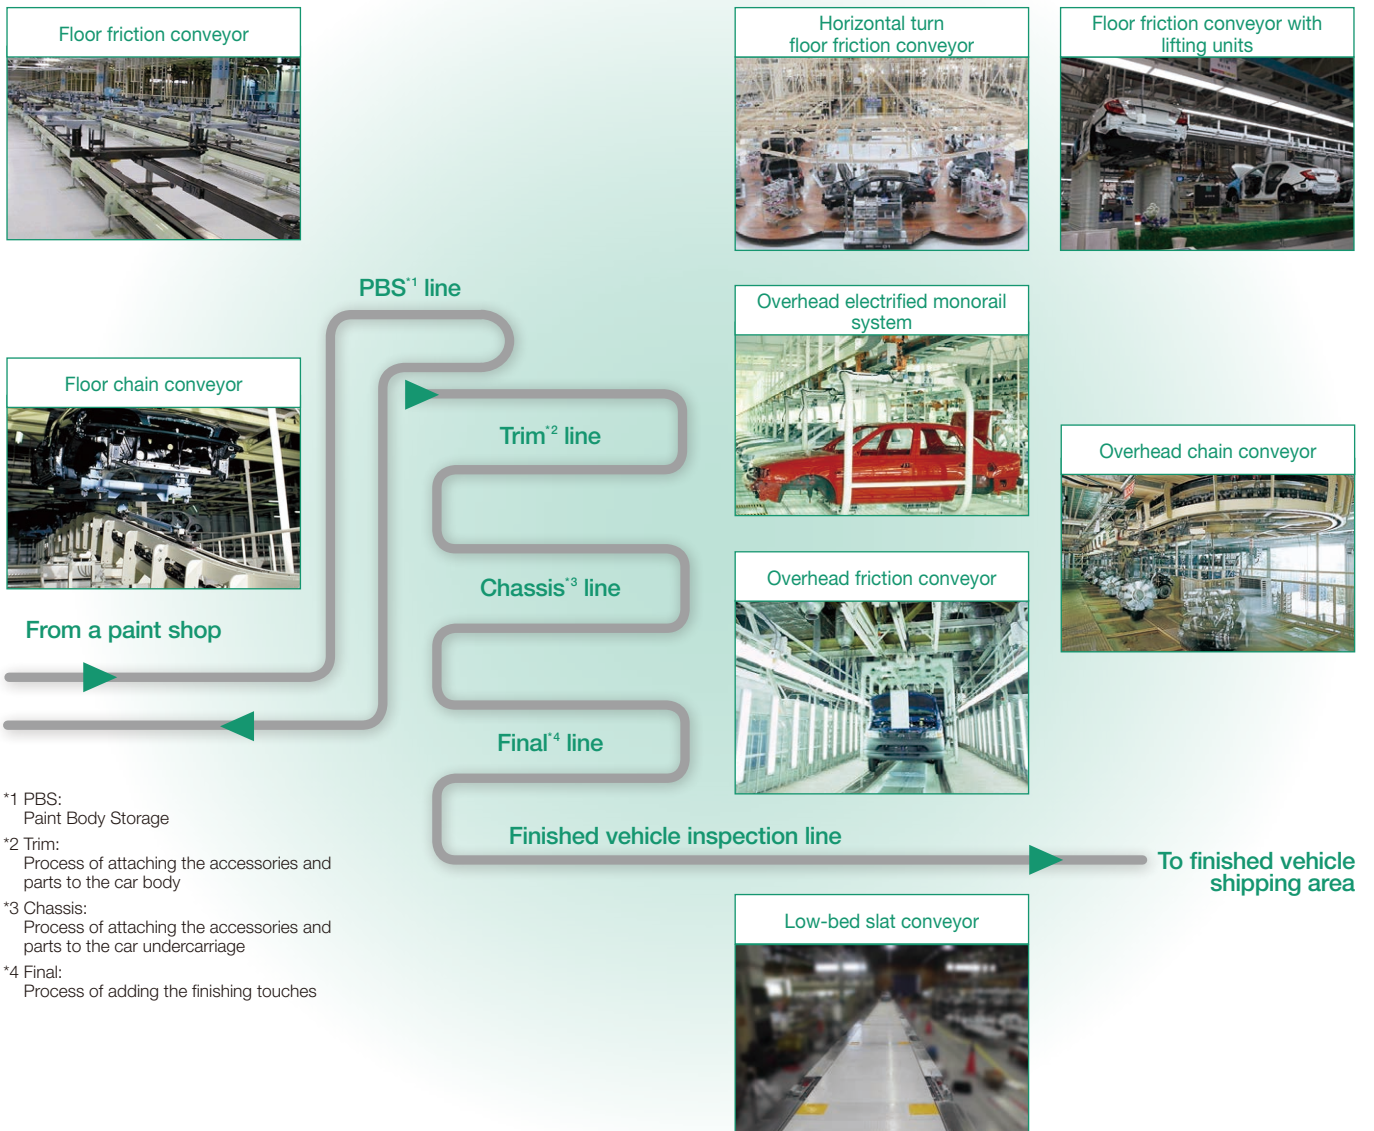 Floor friction conveyor
Horizontal turn
floor friction conveyor
Floor friction conveyor with
lifting units
PBS*1 line
Overhead electrified monorail
system
Floor chain conveyor
Trim*2 line
Overhead chain conveyor
Chassis*3 line
Overhead friction conveyor
From a paint shop
Final*4 line
*1 PBS:
Paint Body Storage
*2 Trim:
Process of attaching the accessories and
parts to the car body
*3 Chassis:
Process of attaching the accessories and
parts to the car undercarriage
*4 Final:
Process of adding the finishing touches
Finished vehicle inspection line
To finished vehicle
shipping area
Low-bed slat conveyor